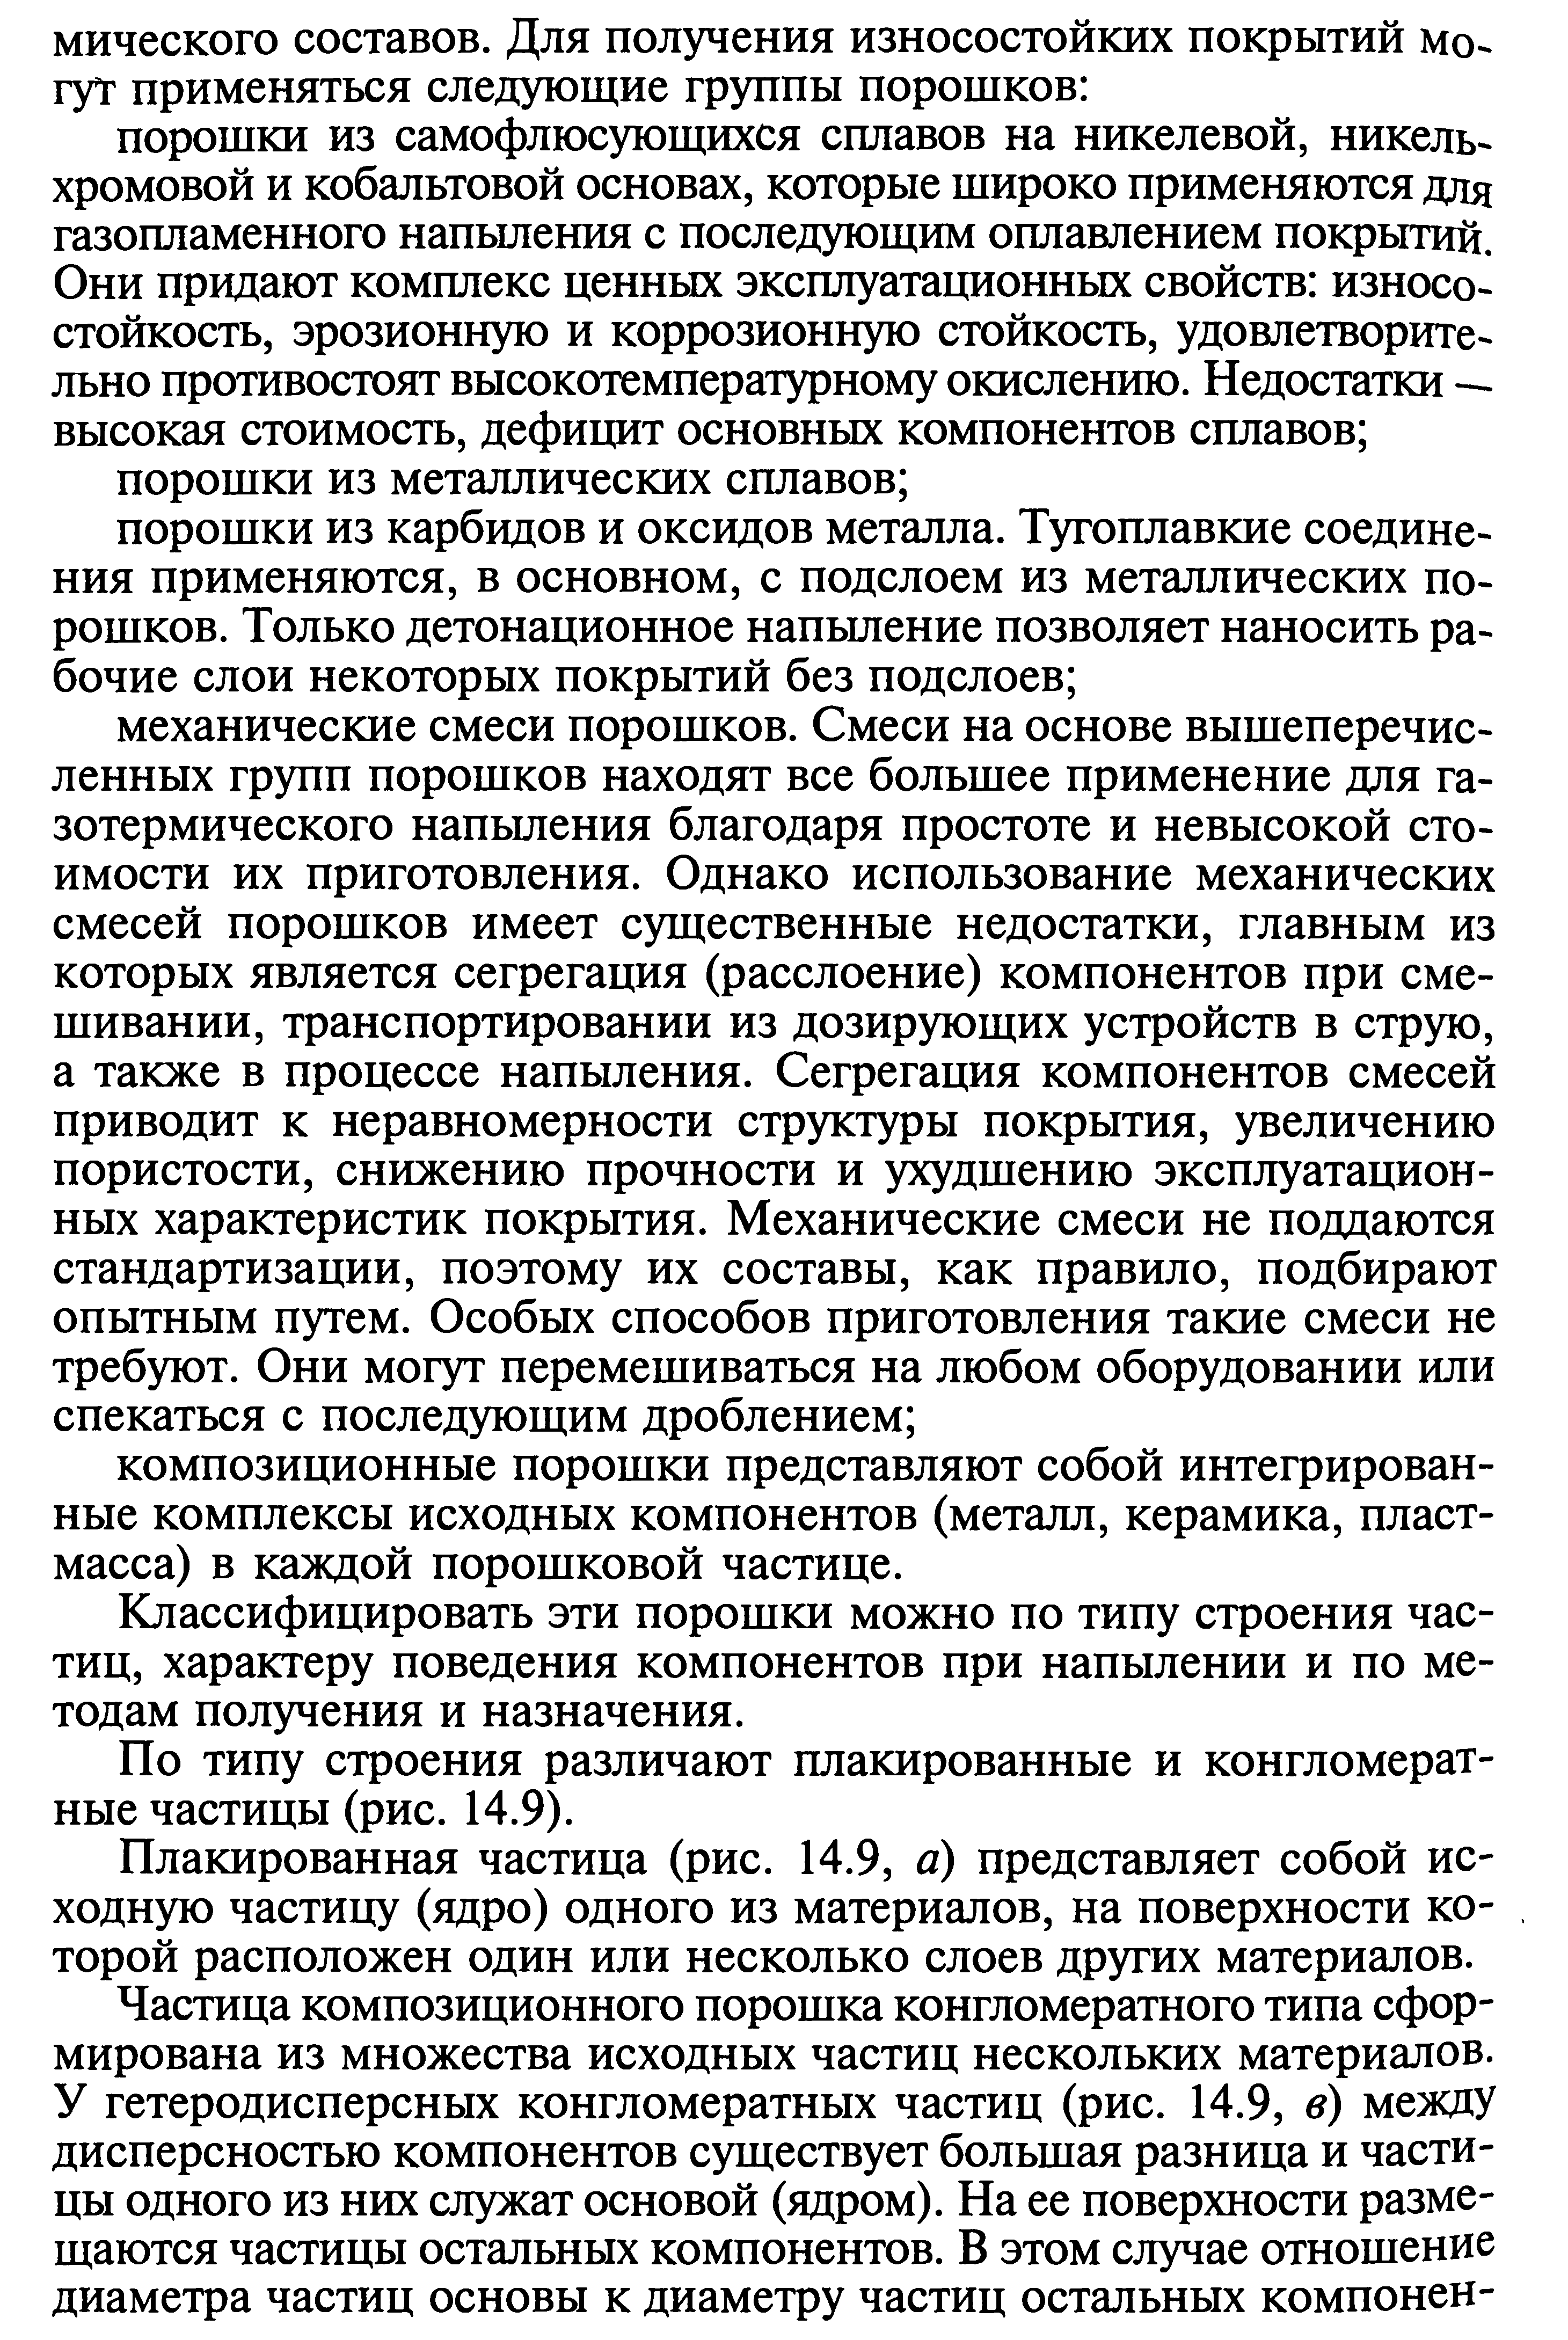 мического составов. Для получения износостойких покрытий мо-
гут применяться следующие группы порошков:
порошки из самофлюсующихся сплавов на никелевой, никель-
хромовой и кобальтовой основах, которые широко применяются для
газопламенного напыления с последующим оплавлением покрытий.
Они придают комплекс ценных эксплуатационных свойств: износо-
стойкость, эрозионную и коррозионную стойкость, удовлетворите-
льно противостоят высокотемпературному окислению. Недостатки —
высокая стоимость, дефицит основных компонентов сплавов;
порошки из металлических сплавов;
порошки из карбидов и оксидов металла. Тугоплавкие соедине-
ния применяются, в основном, с подслоем из металлических по-
рошков. Только детонационное напыление позволяет наносить ра-
бочие слои некоторых покрытий без подслоев;
механические смеси порошков. Смеси на основе вышеперечис-
ленных групп порошков находят все большее применение для га-
зотермического напыления благодаря простоте и невысокой сто-
имости их приготовления. Однако использование механических
смесей порошков имеет существенные недостатки, главным из
которых является сегрегация (расслоение) компонентов при сме-
шивании, транспортировании из дозирующих устройств в струю,
а также в процессе напыления. Сегрегация компонентов смесей
приводит к неравномерности структуры покрытия, увеличению
пористости, снижению прочности и ухудшению эксплуатацион-
ных характеристик покрытия. Механические смеси не поддаются
стандартизации, поэтому их составы, как правило, подбирают
опытным путем. Особых способов приготовления такие смеси не
требуют. Они могут перемешиваться на любом оборудовании или
спекаться с последующим дроблением;
композиционные порошки представляют собой интегрирован-
ные комплексы исходных компонентов (металл, керамика, пласт-
масса) в каждой порошковой частице.
Классифицировать эти порошки можно по типу строения час-
тиц, характеру поведения компонентов при напылении и по ме-
тодам получения и назначения.
По типу строения различают плакированные и конгломерат-
ные частицы (рис. 14.9).
Плакированная частица (рис. 14.9, а) представляет собой ис-
ходную частицу (ядро) одного из материалов, на поверхности ко-
торой расположен один или несколько слоев других материалов.
Частица композиционного порошка конгломератного типа сфор-
мирована из множества исходных частиц нескольких материалов.
У гетеродисперсных конгломератных частиц (рис. 14.9, в) между
дисперсностью компонентов существует большая разница и части-
цы одного из них служат основой (ядром). На ее поверхности разме-
щаются частицы остальных компонентов. В этом случае отношение
диаметра частиц основы к диаметру частиц остальных компонен-